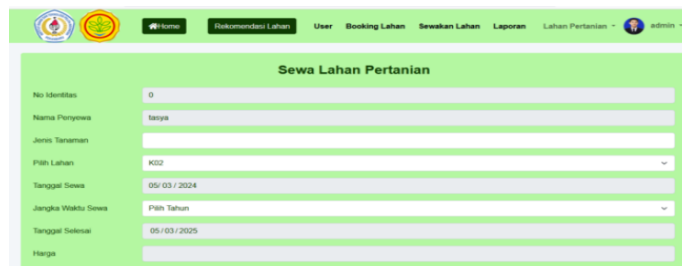 Home Rekomendasi Lahan User Booking Lahan Sewakan Lahan Laporan Lahan Pertanian admin
Sewa Lahan Pertanian
No Identitas 0
Nama Penyewa tasya
Jenis Tanaman
Pilih Lahan K02
Tanggal Sewa 05/ 03 / 2024
Jangka Waktu Sewa Pilih Tahun
Tanggal Selesai 05 / 03 / 2025
Harga